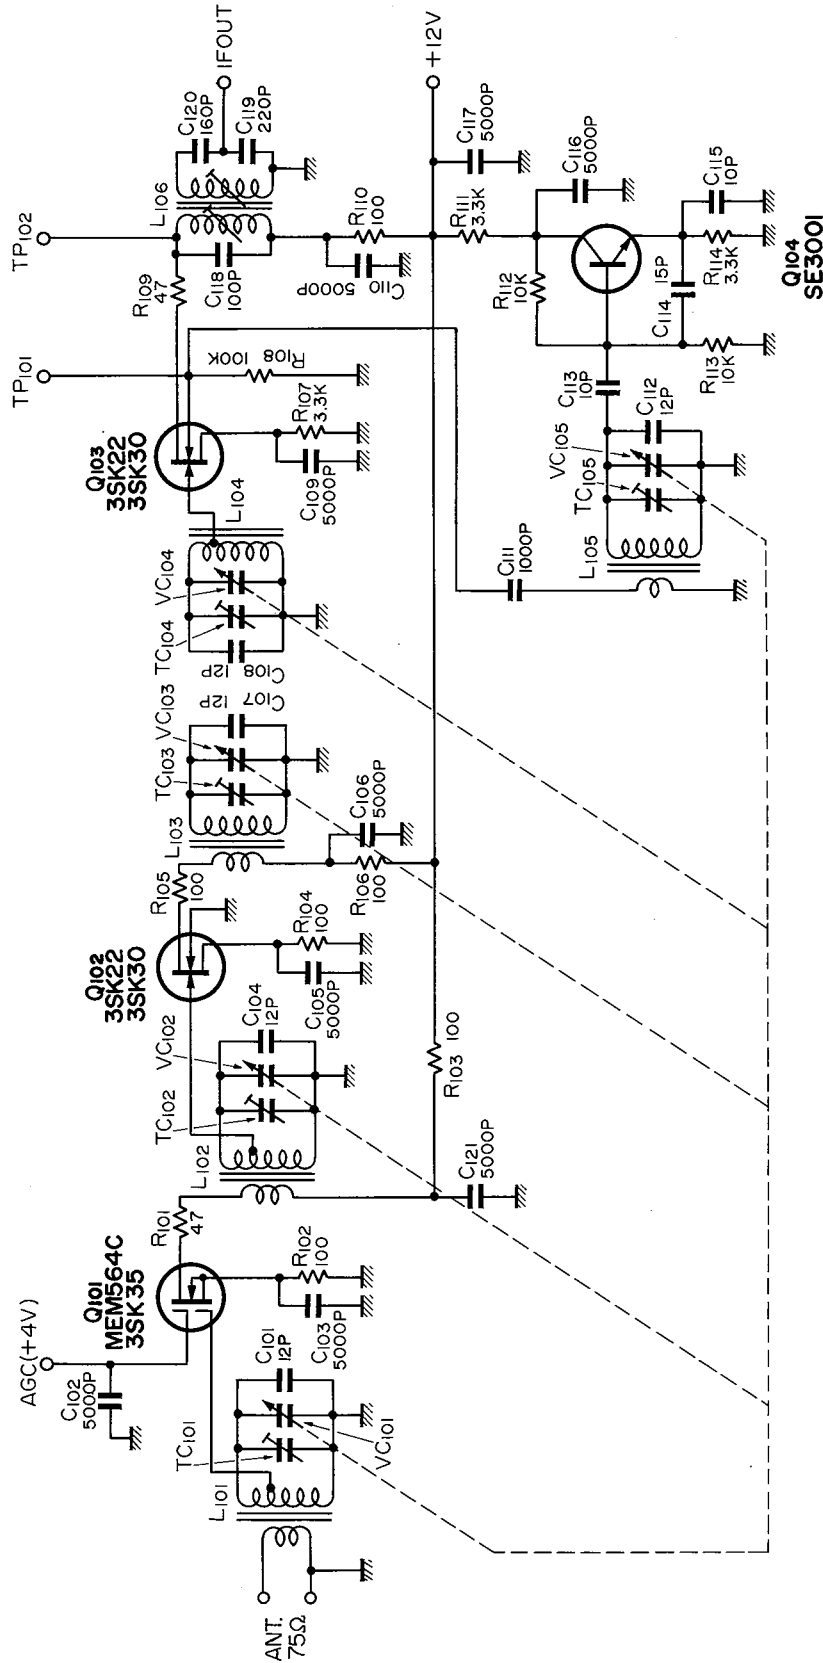 ANT.
75Ω
L101
TC101
VC101
C101
12P
AGC(+4V)
C102
5000P
Q101
MEM564C
3SK35
C103
5000P
R102
100
R101
47
L102
TC102
VC102
C104
12P
C121
5000P
R103
100
Q102
3SK22
3SK30
C105
5000P
R104
100
R105
100
R106
100
C106
5000P
L103
TC103
VC103
C107
12P
C108
12P
TC104
VC104
L104
Q103
3SK22
3SK30
C109
5000P
R107
3.3K
R108
100K
TP101
R109
47
TP102
C118
100P
L106
C120
160P
C119
220P
IFOUT
C110
5000P
R110
100
+12V
C117
5000P
R111
3.3K
C116
5000P
R112
10K
C111
1000P
L105
TC105
VC105
C112
12P
C113
10P
R113
10K
C114
15P
R114
3.3K
C115
10P
Q104
SE3001